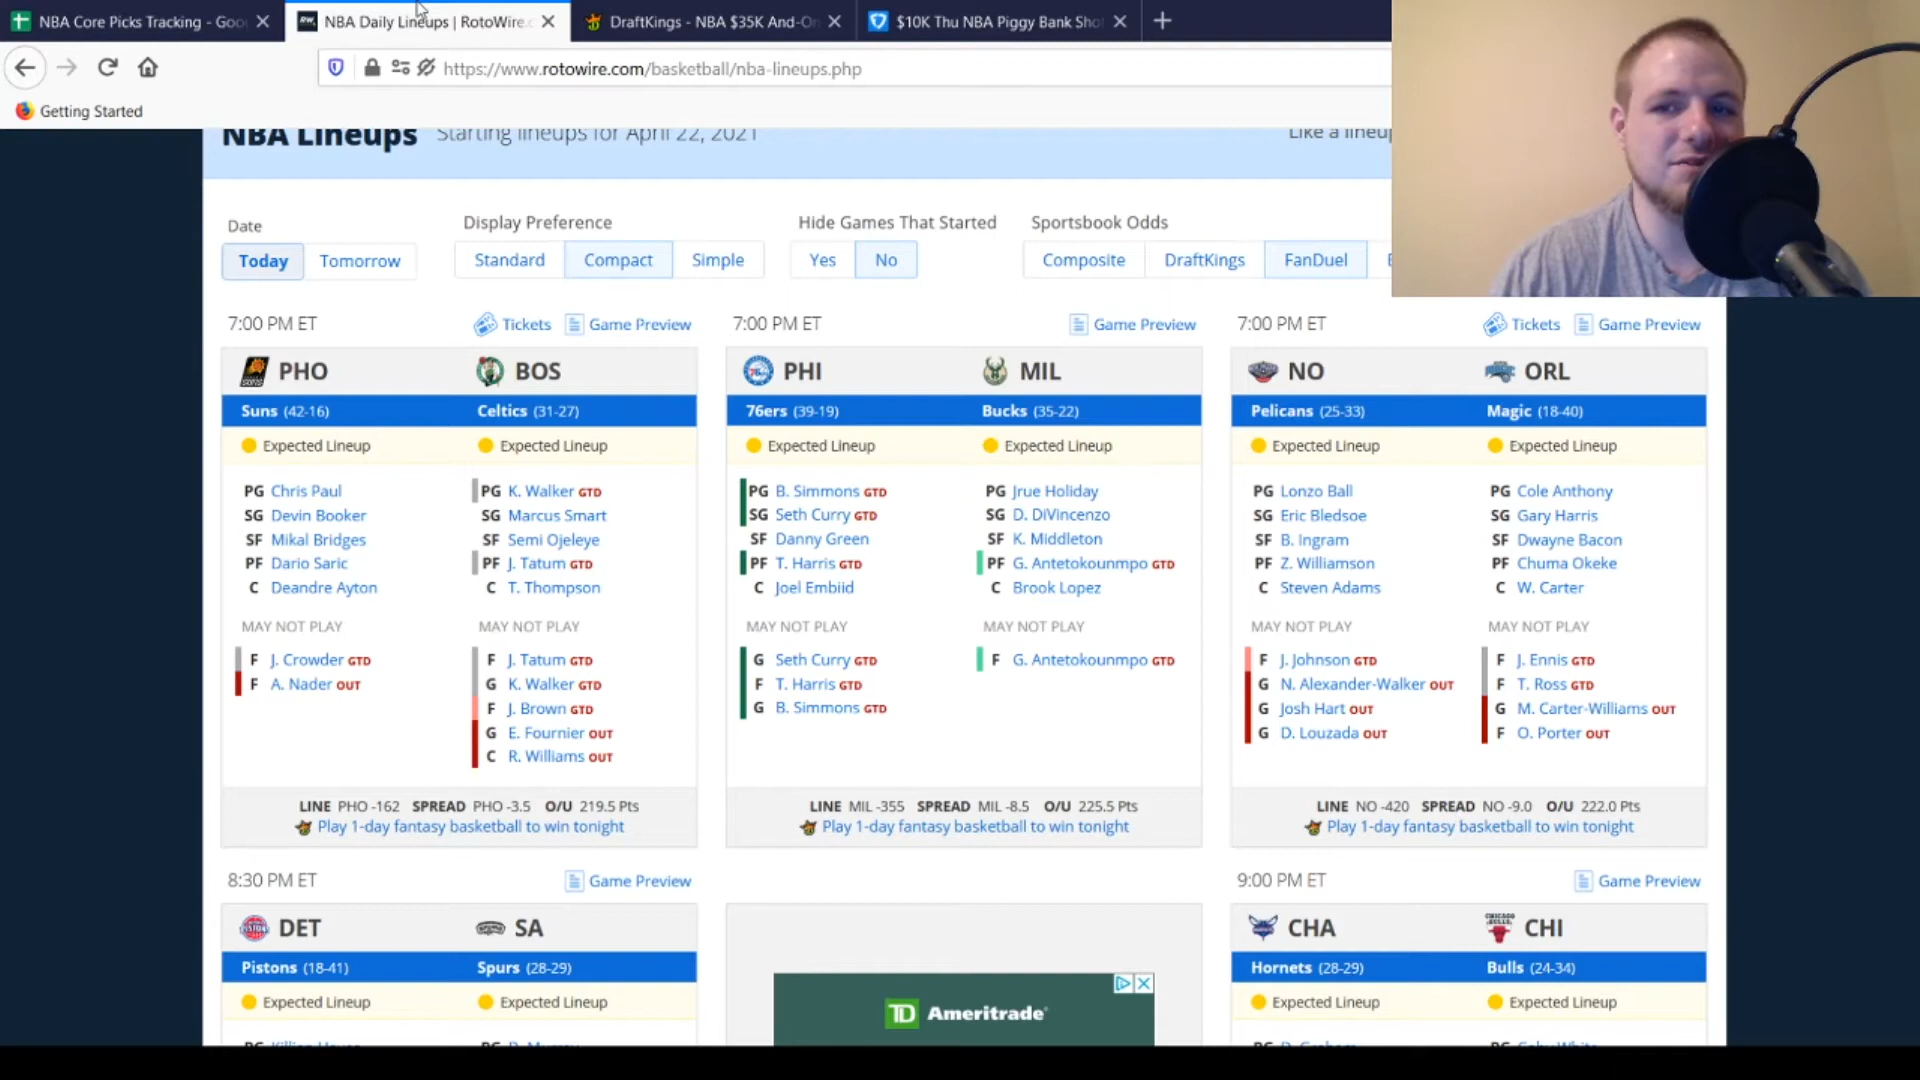 NBA Core Picks Tracking - Goo
NBA Daily Lineups | RotoWire.c
DraftKings - NBA $35K And-On
$10K Thu NBA Piggy Bank Sho
https://www.rotowire.com/basketball/nba-lineups.php
Getting Started
NBA Lineups Starting lineups for April 22, 2021 Like a lineup
Date Display Preference Hide Games That Started Sportsbook Odds
Today Tomorrow Standard Compact Simple Yes No Composite DraftKings FanDuel
7:00 PM ET Tickets Game Preview
PHO BOS
Suns (42-16) Celtics (31-27)
Expected Lineup Expected Lineup
PG Chris Paul PG K. Walker GTD
SG Devin Booker SG Marcus Smart
SF Mikal Bridges SF Semi Ojeleye
PF Dario Saric PF J. Tatum GTD
C Deandre Ayton C T. Thompson
MAY NOT PLAY MAY NOT PLAY
F J. Crowder GTD F J. Tatum GTD
F A. Nader OUT G K. Walker GTD
F J. Brown GTD
G E. Fournier OUT
C R. Williams OUT
LINE PHO -162 SPREAD PHO -3.5 O/U 219.5 Pts
Play 1-day fantasy basketball to win tonight
7:00 PM ET Game Preview
PHI MIL
76ers (39-19) Bucks (35-22)
Expected Lineup Expected Lineup
PG B. Simmons GTD PG Jrue Holiday
SG Seth Curry GTD SG D. DiVincenzo
SF Danny Green SF K. Middleton
PF T. Harris GTD PF G. Antetokounmpo GTD
C Joel Embiid C Brook Lopez
MAY NOT PLAY MAY NOT PLAY
G Seth Curry GTD F G. Antetokounmpo GTD
F T. Harris GTD
G B. Simmons GTD
LINE MIL -355 SPREAD MIL -8.5 O/U 225.5 Pts
Play 1-day fantasy basketball to win tonight
7:00 PM ET Tickets Game Preview
NO ORL
Pelicans (25-33) Magic (18-40)
Expected Lineup Expected Lineup
PG Lonzo Ball PG Cole Anthony
SG Eric Bledsoe SG Gary Harris
SF B. Ingram SF Dwayne Bacon
PF Z. Williamson PF Chuma Okeke
C Steven Adams C W. Carter
MAY NOT PLAY MAY NOT PLAY
F J. Johnson GTD F J. Ennis GTD
G N. Alexander-Walker OUT F T. Ross GTD
G Josh Hart OUT G M. Carter-Williams OUT
G D. Louzada OUT F O. Porter OUT
LINE NO -420 SPREAD NO -9.0 O/U 222.0 Pts
Play 1-day fantasy basketball to win tonight
8:30 PM ET Game Preview
DET SA
Pistons (18-41) Spurs (28-29)
Expected Lineup Expected Lineup
TD Ameritrade
9:00 PM ET Game Preview
CHA CHI
Hornets (28-29) Bulls (24-34)
Expected Lineup Expected Lineup